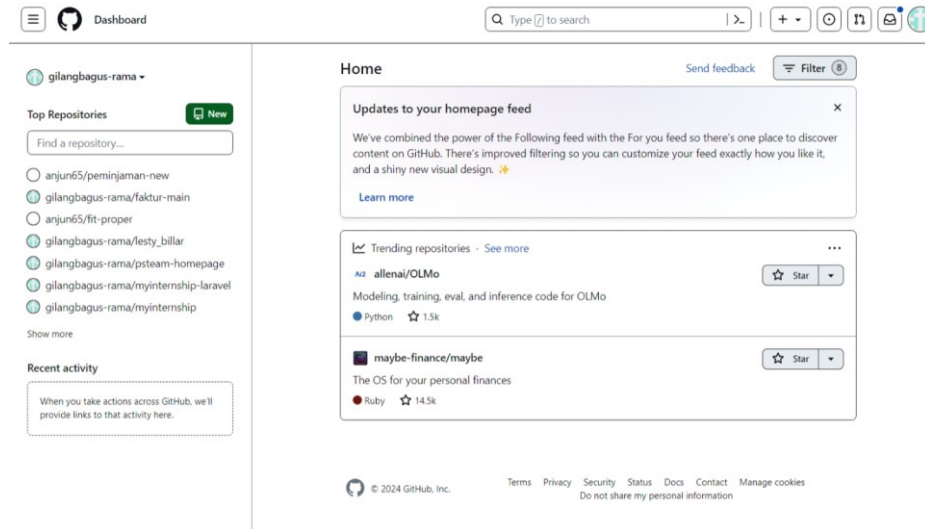 Dashboard
Type / to search
gilangbagus-rama
Top Repositories
New
Find a repository...
anjun65/peminjaman-new
gilangbagus-rama/faktur-main
anjun65/fit-proper
gilangbagus-rama/lesty_billar
gilangbagus-rama/psteam-homepage
gilangbagus-rama/myinternship-laravel
gilangbagus-rama/myinternship
Show more
Recent activity
When you take actions across GitHub, we'll
provide links to that activity here.
Home
Send feedback
Filter 8
Updates to your homepage feed
We've combined the power of the Following feed with the For you feed so there's one place to discover
content on GitHub. There's improved filtering so you can customize your feed exactly how you like it,
and a shiny new visual design. ✨
Learn more
Trending repositories · See more
Ai2 allenai/OLMo
Star
Modeling, training, eval, and inference code for OLMo
Python 1.5k
maybe-finance/maybe
Star
The OS for your personal finances
Ruby 14.5k
© 2024 GitHub, Inc.
Terms Privacy Security Status Docs Contact Manage cookies
Do not share my personal information